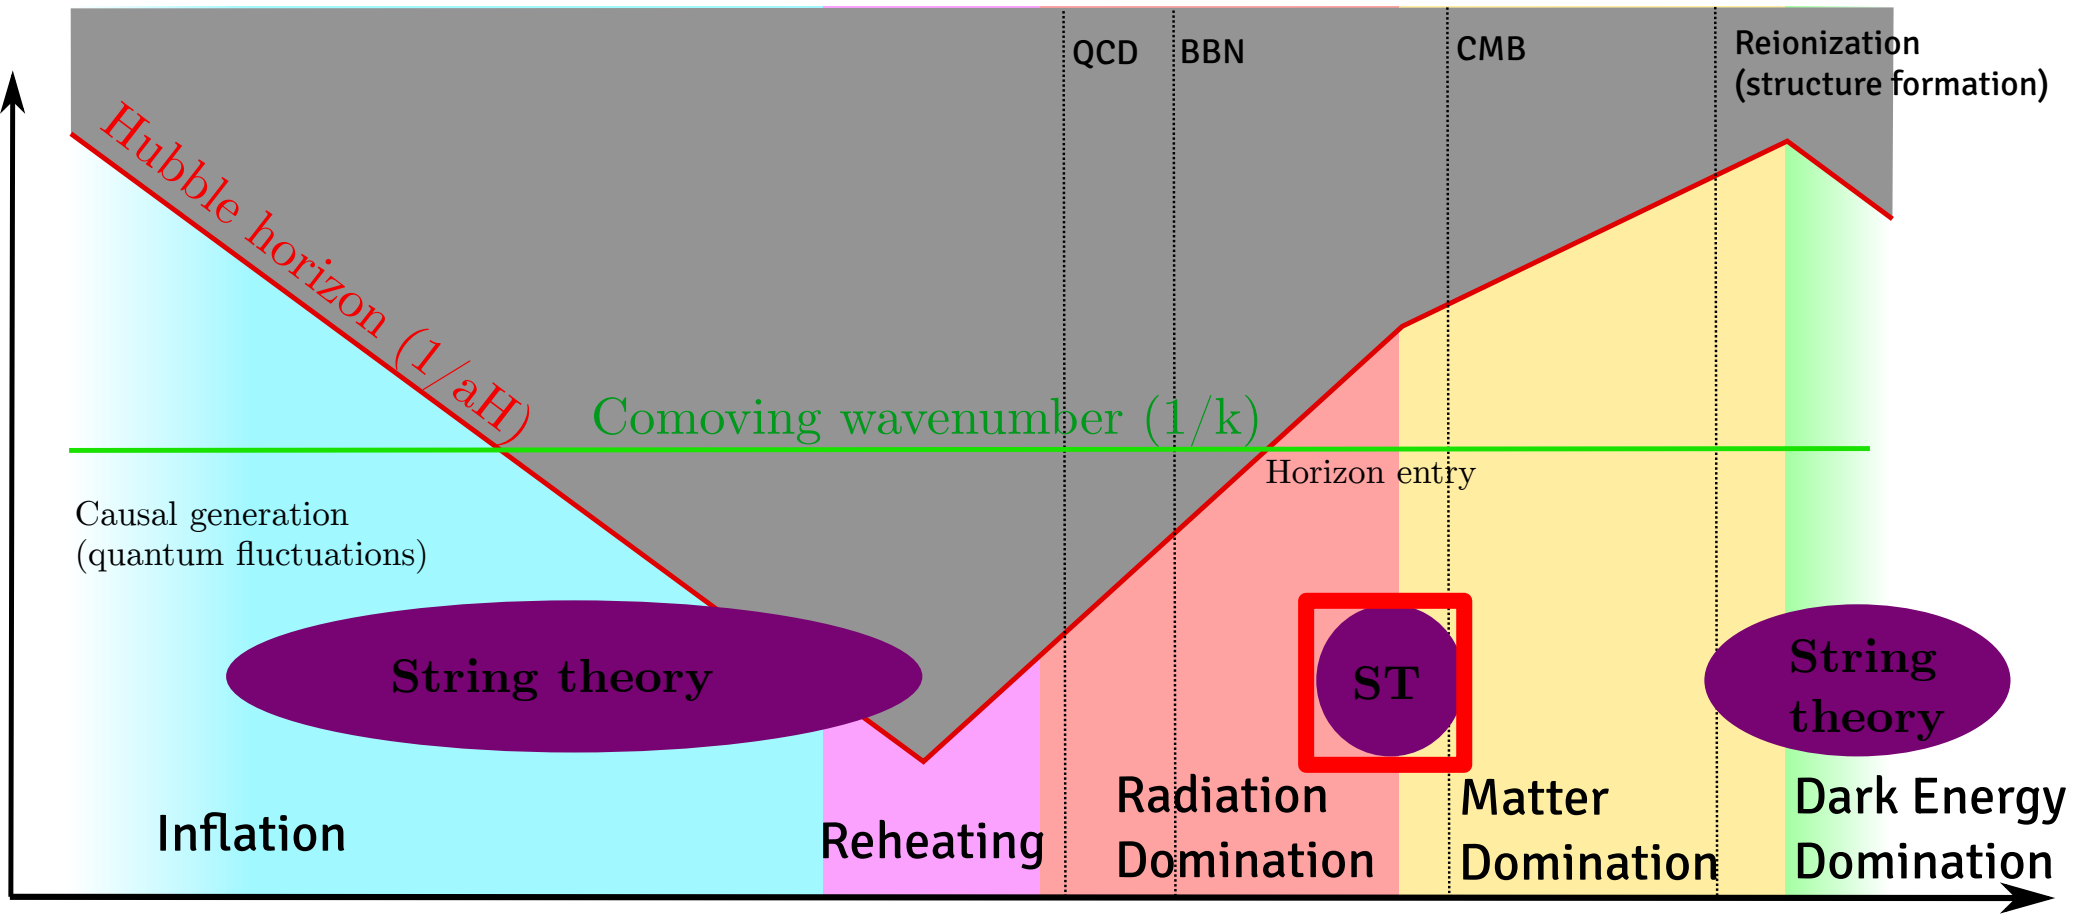 QCD
BBN
CMB
Reionization
(structure formation)
Hubble horizon (1/aH)
Comoving wavenumber (1/k)
Horizon entry
Causal generation
(quantum fluctuations)
String theory
ST
String
theory
Inflation
Reheating
Radiation
Domination
Matter
Domination
Dark Energy
Domination